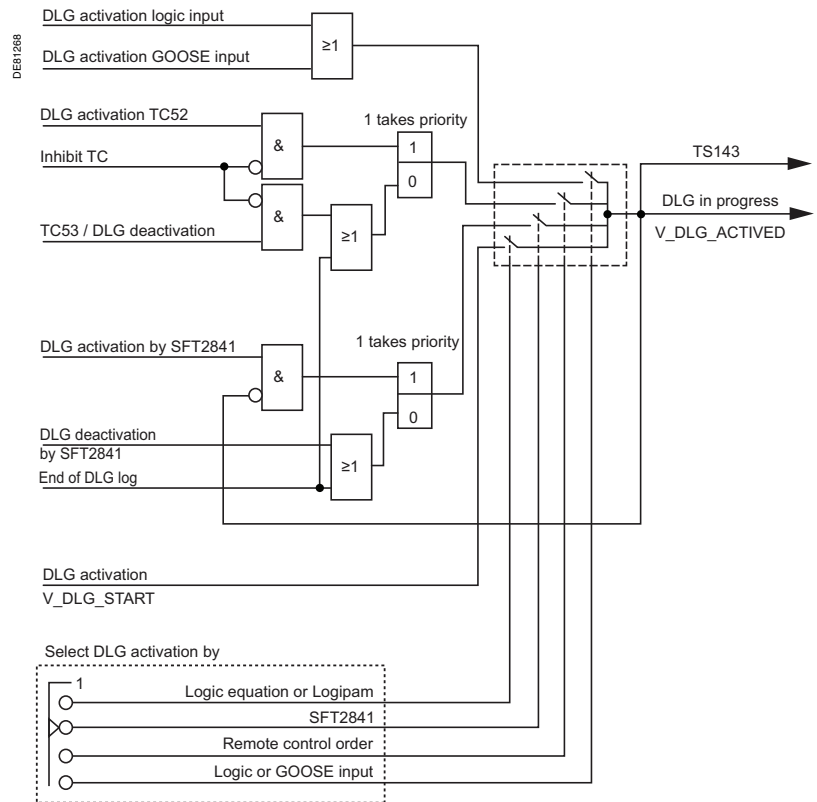 DE81268
DLG activation logic input
≥1
DLG activation GOOSE input
DLG activation TC52
1 takes priority
&
1
Inhibit TC
0
TS143
&
DLG in progress
≥1
TC53 / DLG deactivation
V_DLG_ACTIVED
DLG activation by SFT2841
1 takes priority
&
1
0
DLG deactivation
by SFT2841
≥1
End of DLG log
DLG activation
V_DLG_START
Select DLG activation by
1
Logic equation or Logipam
SFT2841
Remote control order
Logic or GOOSE input